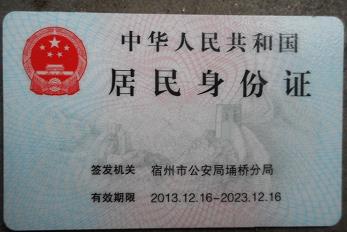 中华人民共和国
居民身份证
签发机关 宿州市公安局埇桥分局
有效期限 2013.12.16-2023.12.16